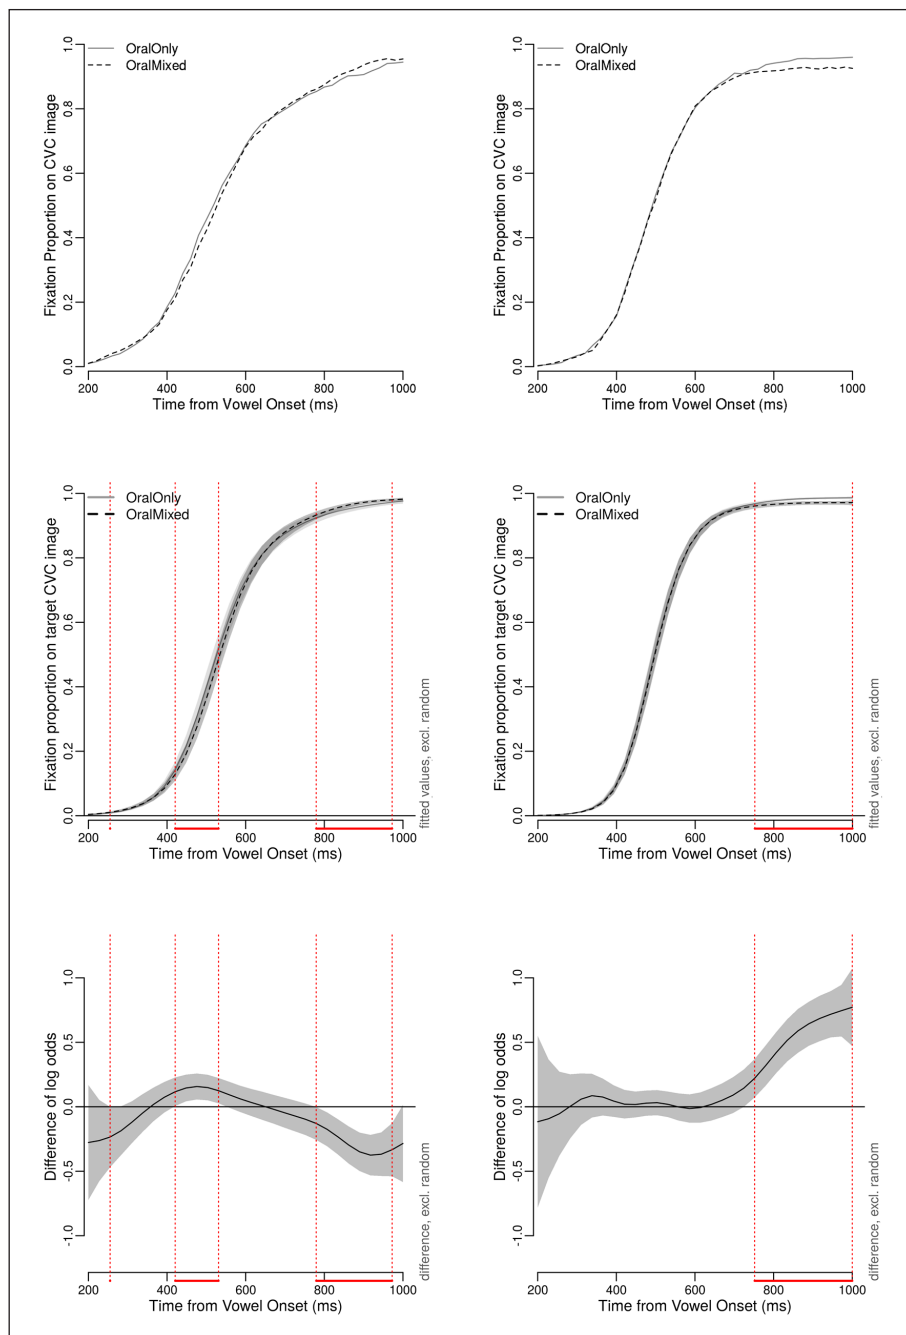 OralOnly
OralMixed
Fixation Proportion on CVC image
0.0 0.2 0.4 0.6 0.8 1.0
200 400 600 800 1000
Time from Vowel Onset (ms)
OralOnly
OralMixed
Fixation Proportion on CVC image
0.0 0.2 0.4 0.6 0.8 1.0
200 400 600 800 1000
Time from Vowel Onset (ms)
OralOnly
OralMixed
Fixation proportion on target CVC image
0.0 0.2 0.4 0.6 0.8 1.0
200 400 600 800 1000
Time from Vowel Onset (ms)
fitted values, excl. random
OralOnly
OralMixed
Fixation proportion on target CVC image
0.0 0.2 0.4 0.6 0.8 1.0
200 400 600 800 1000
Time from Vowel Onset (ms)
fitted values, excl. random
Difference of log odds
-1.0 -0.5 0.0 0.5 1.0
200 400 600 800 1000
Time from Vowel Onset (ms)
difference, excl. random
Difference of log odds
-1.0 -0.5 0.0 0.5 1.0
200 400 600 800 1000
Time from Vowel Onset (ms)
difference, excl. random